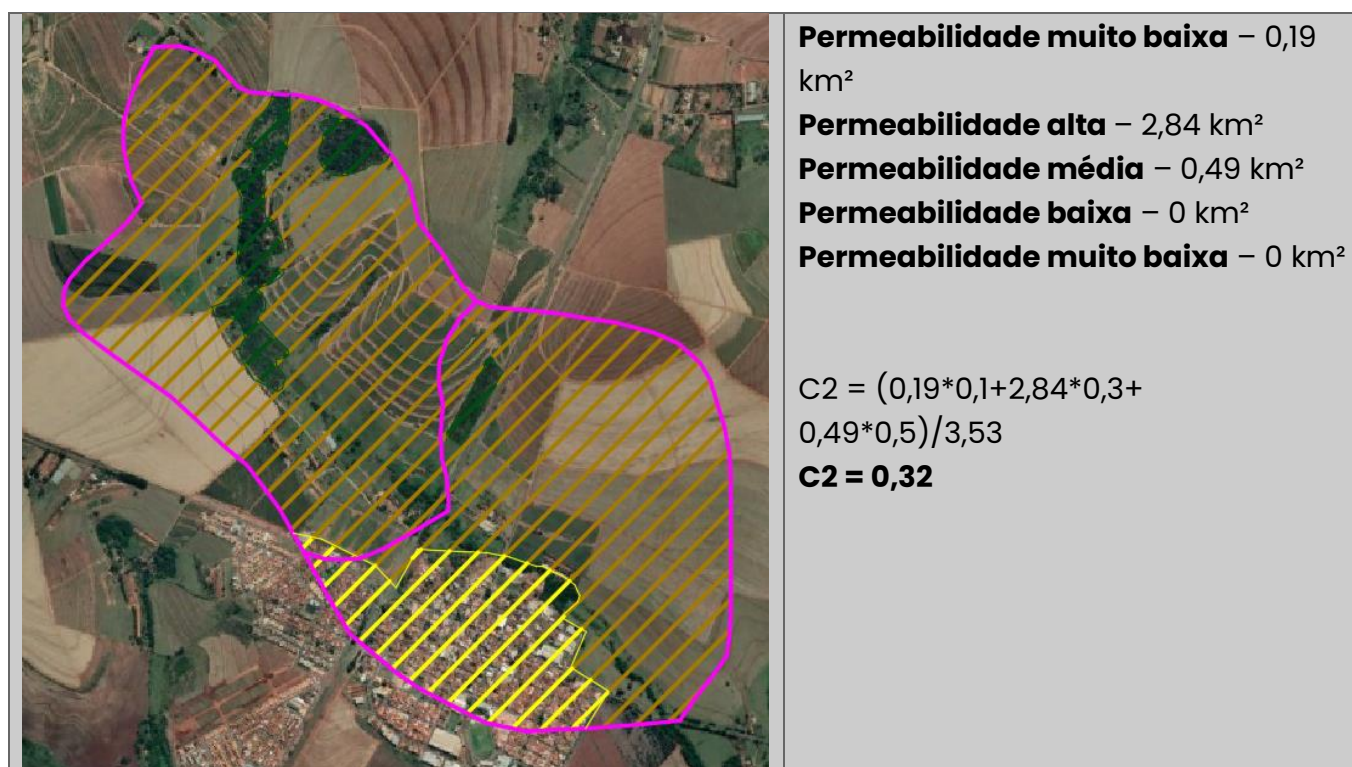 Permeabilidade muito baixa – 0,19
km²
Permeabilidade alta – 2,84 km²
Permeabilidade média – 0,49 km²
Permeabilidade baixa – 0 km²
Permeabilidade muito baixa – 0 km²
C2 = (0,19*0,1+2,84*0,3+
0,49*0,5)/3,53
C2 = 0,32